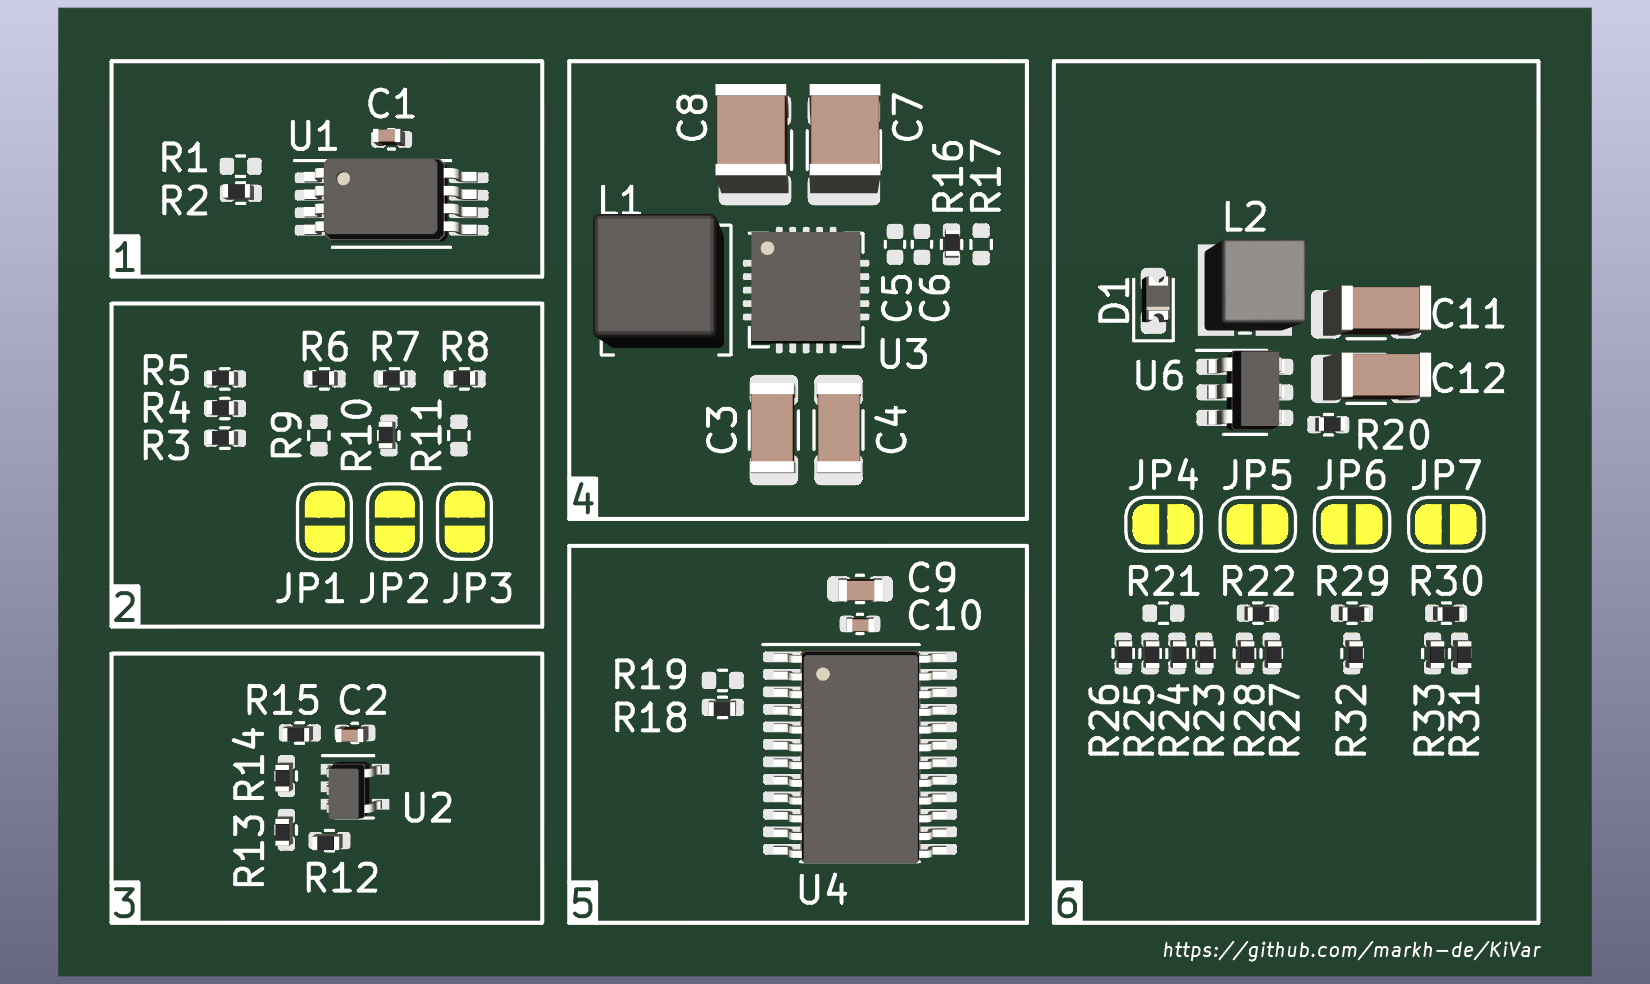 C1
U1
R1
R2
1
R6 R7 R8
R5
R4
R3
R9
R10
R11
JP1 JP2 JP3
2
R15 C2
R14
R13
U2
R12
3
C8
C7
R16
R17
L1
C5
C6
U3
C3
C4
4
C9
C10
R19
R18
U4
5
L2
D1
C11
U6
C12
R20
JP4 JP5 JP6 JP7
R21 R22 R29 R30
R26
R25
R24
R23
R28
R27
R32
R33
R31
6
https://github.com/markh-de/KiVar